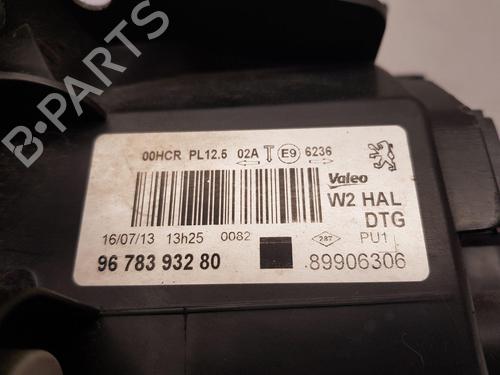 00HCR PL12.5 02A T E9 6236
Valeo
W2 HAL
DTG
16/07/13 13h25 0082 287 PU1
96 783 932 80 89906306
B-Parts